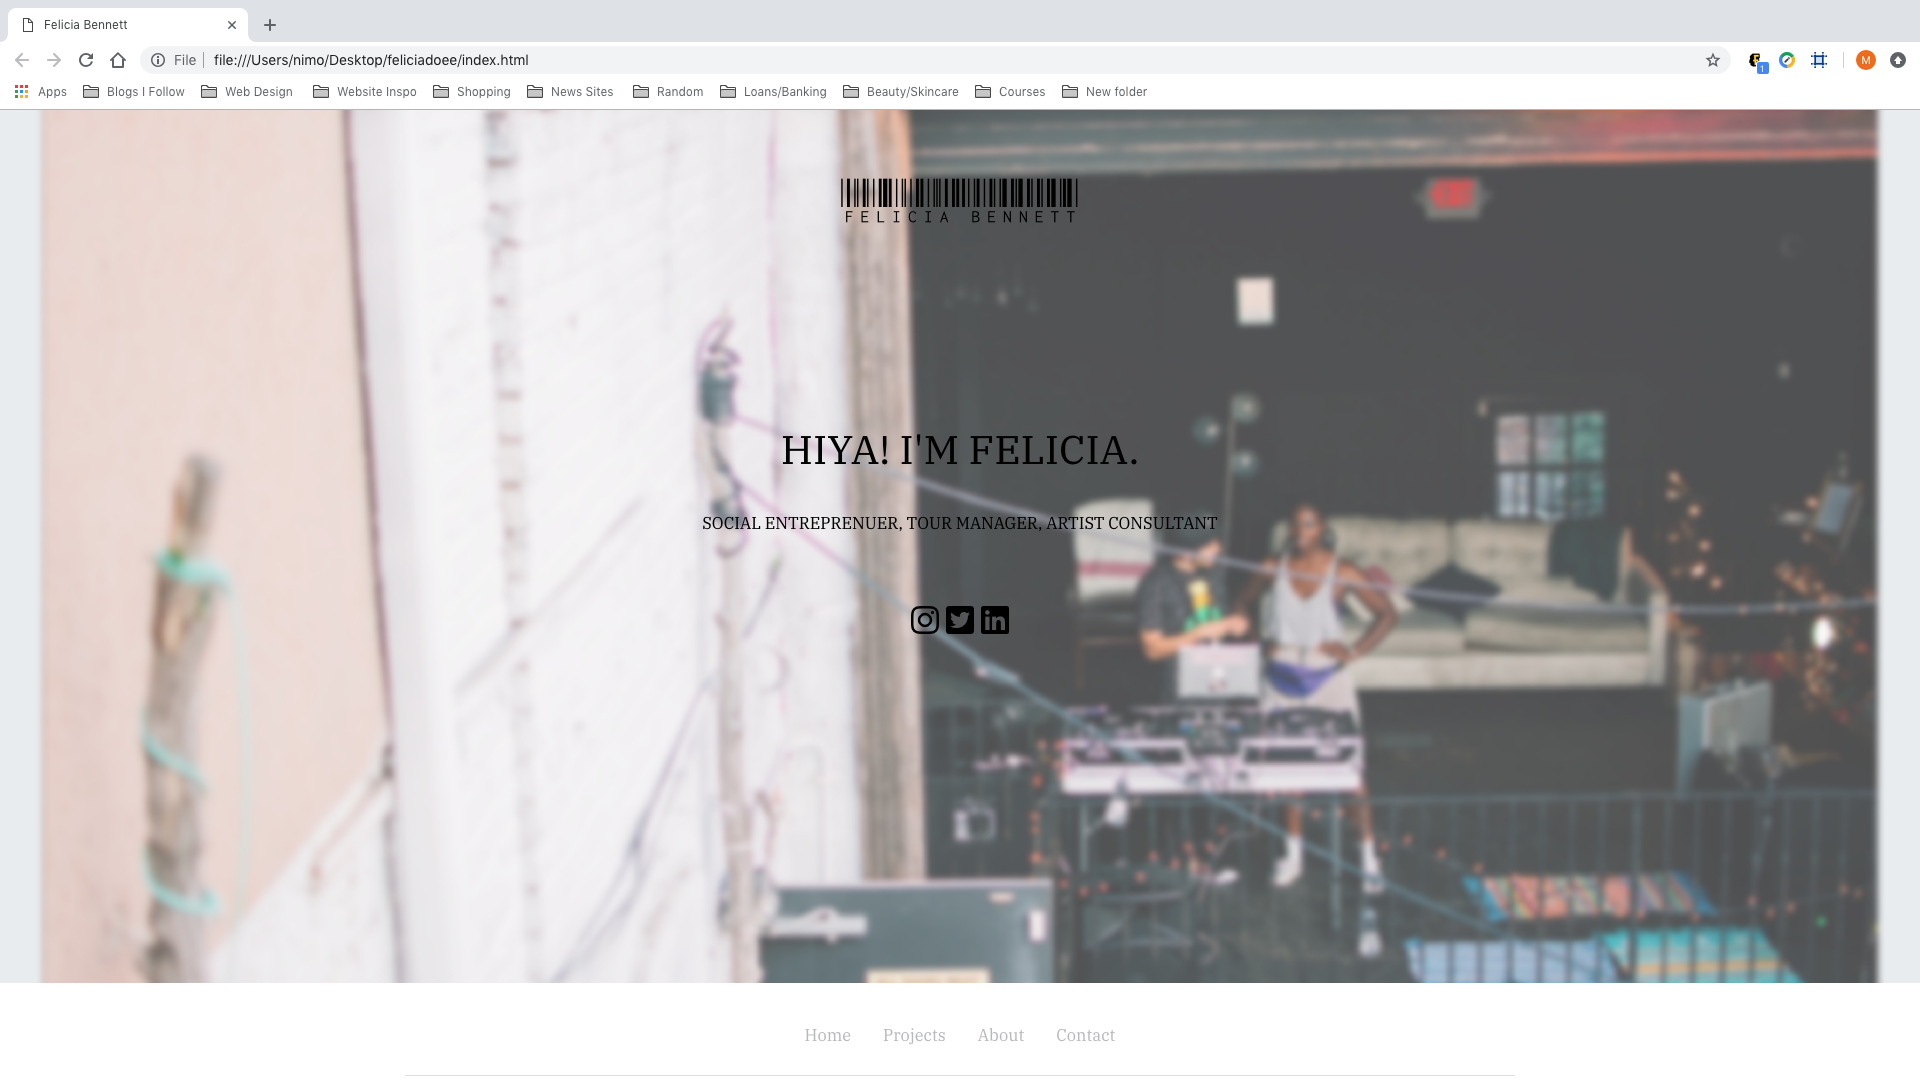 Felicia Bennett
File file:///Users/nimo/Desktop/feliciadoee/index.html
1
M
Apps Blogs I Follow Web Design Website Inspo Shopping News Sites Random Loans/Banking Beauty/Skincare Courses New folder
FELICIA BENNETT
HIYA! I'M FELICIA.
SOCIAL ENTREPRENUER, TOUR MANAGER, ARTIST CONSULTANT
Home Projects About Contact